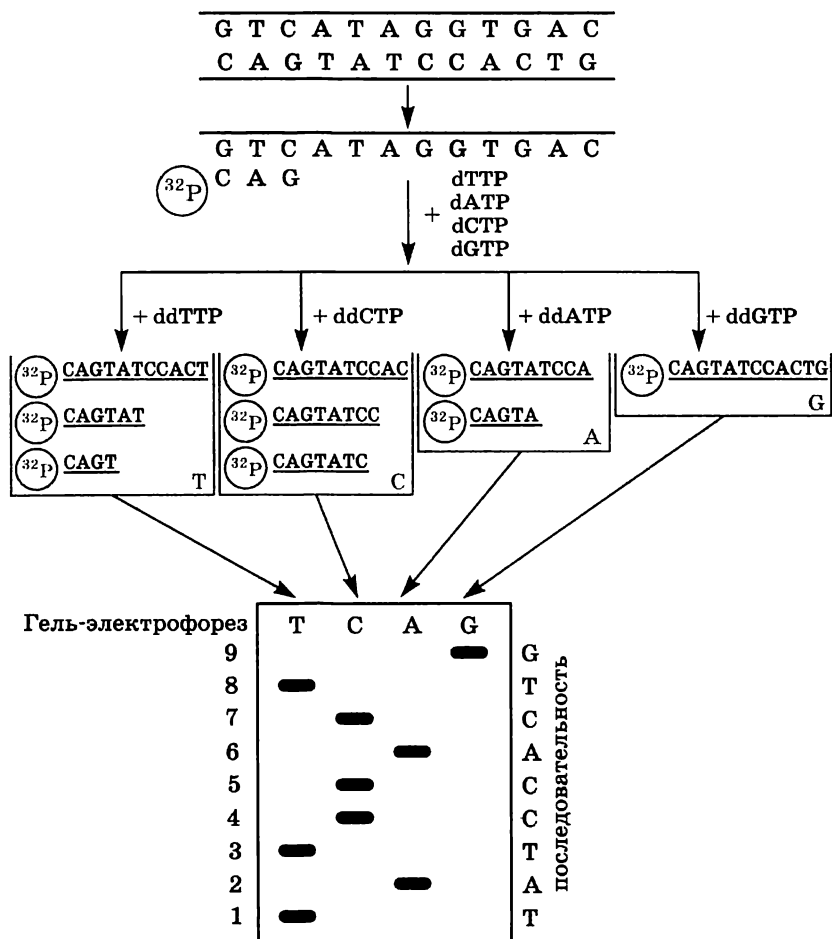 G T C A T A G G T G A C
C A G T A T C C A C T G
G T C A T A G G T G A C
³²P C A G
+ dTTP
dATP
dCTP
dGTP
+ ddTTP + ddCTP + ddATP + ddGTP
³²P CAGTATCCACT
³²P CAGTAT
³²P CAGT
T
³²P CAGTATCCAC
³²P CAGTATCC
³²P CAGTATC
C
³²P CAGTATCCA
³²P CAGTA
A
³²P CAGTATCCACTG
G
Гель-электрофорез T C A G
9 G
8 T
7 C
6 A
5 C
4 C
3 T
2 A
1 T
последовательность